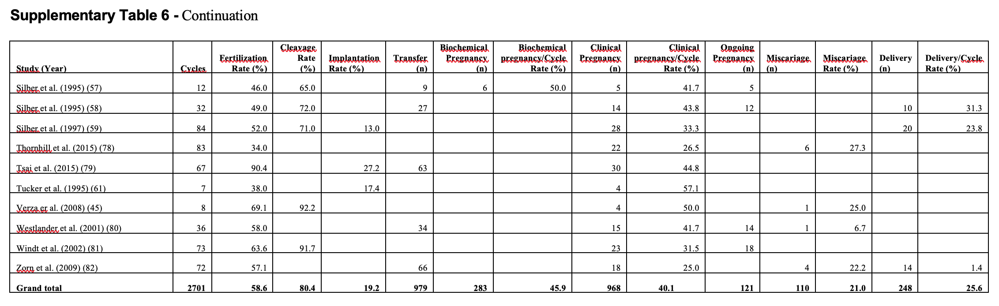 Supplementary Table 6 - Continuation
Study (Year) Cycles Fertilization Rate (%) Cleavage Rate (%) Implantation Rate (%) Transfer (n) Biochemical Pregnancy (n) Biochemical pregnancy/Cycle Rate (%) Clinical Pregnancy (n) Clinical pregnancy/Cycle Rate (%) Ongoing Pregnancy (n) Miscariage (n) Miscariage Rate (%) Delivery (n) Delivery/Cycle Rate (%)
Silber et al. (1995) (57) 12 46.0 65.0 9 6 50.0 5 41.7 5
Silber et al. (1995) (58) 32 49.0 72.0 27 14 43.8 12 10 31.3
Silber et al. (1997) (59) 84 52.0 71.0 13.0 28 33.3 20 23.8
Thornhill et al. (2015) (78) 83 34.0 22 26.5 6 27.3
Tsai et al. (2015) (79) 67 90.4 27.2 63 30 44.8
Tucker et al. (1995) (61) 7 38.0 17.4 4 57.1
Verza er al. (2008) (45) 8 69.1 92.2 4 50.0 1 25.0
Westlander et al. (2001) (80) 36 58.0 34 15 41.7 14 1 6.7
Windt et al. (2002) (81) 73 63.6 91.7 23 31.5 18
Zorn et al. (2009) (82) 72 57.1 66 18 25.0 4 22.2 14 1.4
Grand total 2701 58.6 80.4 19.2 979 283 45.9 968 40.1 121 110 21.0 248 25.6